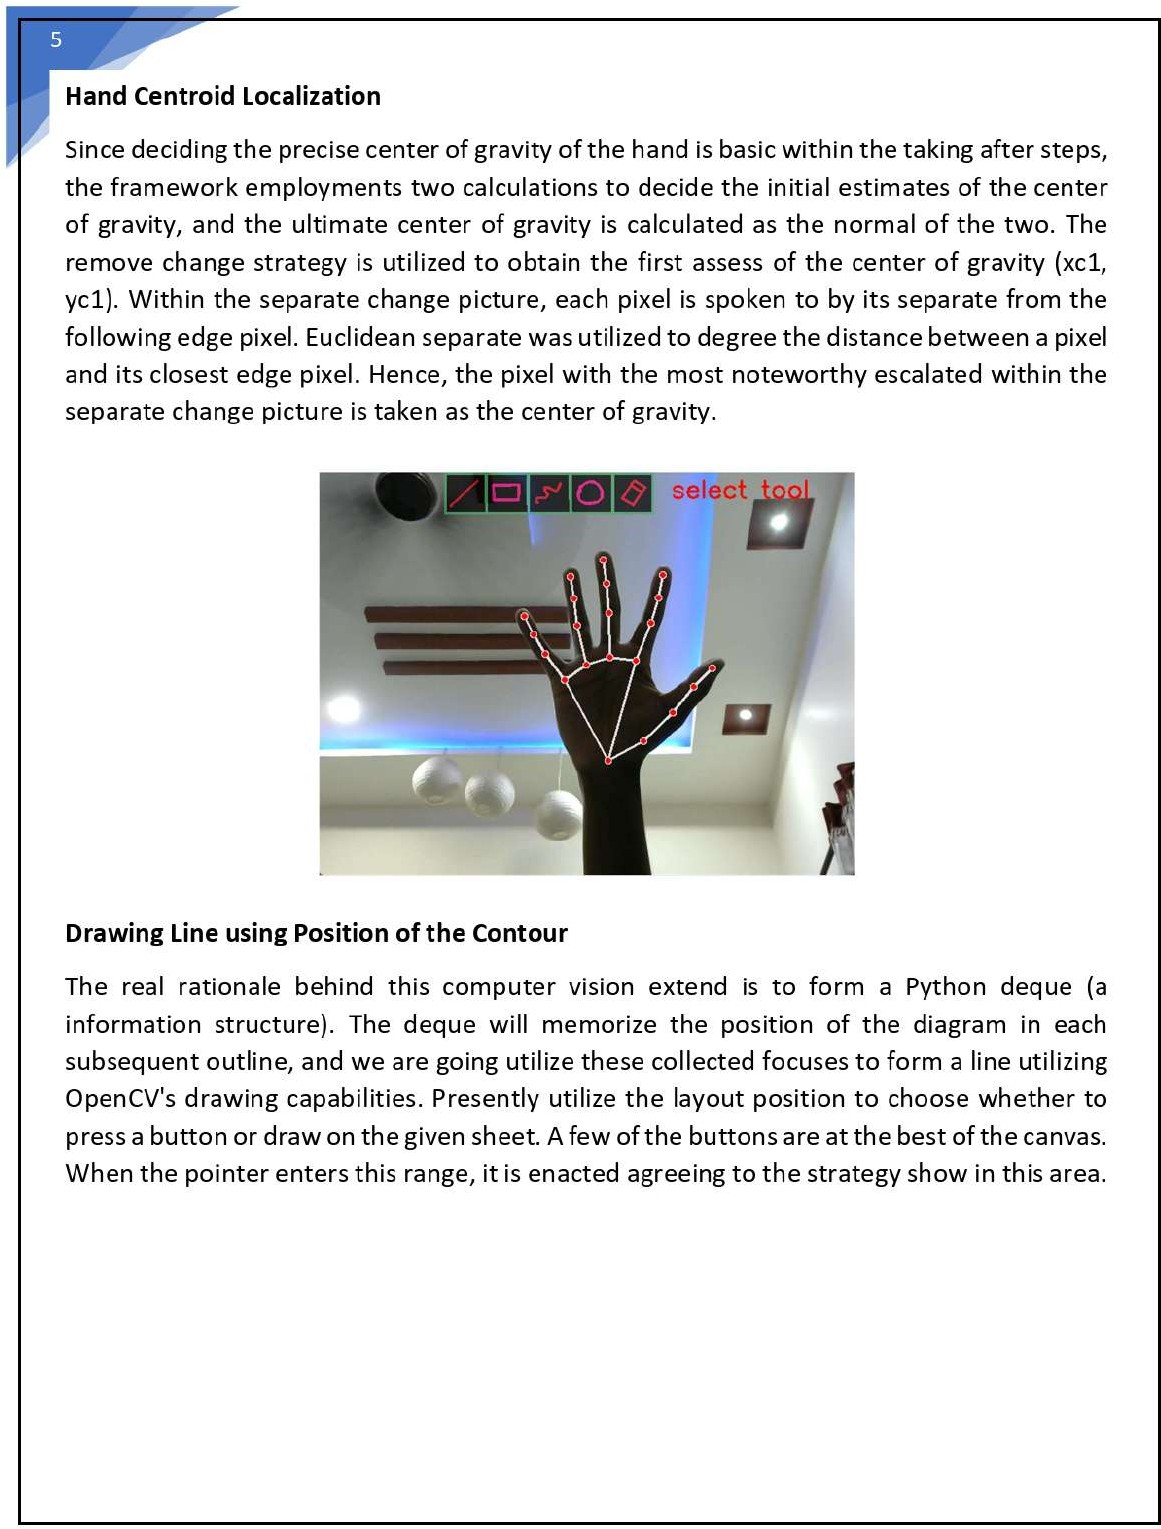 5
Hand Centroid Localization
Since deciding the precise center of gravity of the hand is basic within the taking after steps,
the framework employments two calculations to decide the initial estimates of the center
of gravity, and the ultimate center of gravity is calculated as the normal of the two. The
remove change strategy is utilized to obtain the first assess of the center of gravity (xc1,
yc1). Within the separate change picture, each pixel is spoken to by its separate from the
following edge pixel. Euclidean separate was utilized to degree the distance between a pixel
and its closest edge pixel. Hence, the pixel with the most noteworthy escalated within the
separate change picture is taken as the center of gravity.
select tool
Drawing Line using Position of the Contour
The real rationale behind this computer vision extend is to form a Python deque (a
information structure). The deque will memorize the position of the diagram in each
subsequent outline, and we are going utilize these collected focuses to form a line utilizing
OpenCV's drawing capabilities. Presently utilize the layout position to choose whether to
press a button or draw on the given sheet. A few of the buttons are at the best of the canvas.
When the pointer enters this range, it is enacted agreeing to the strategy show in this area.